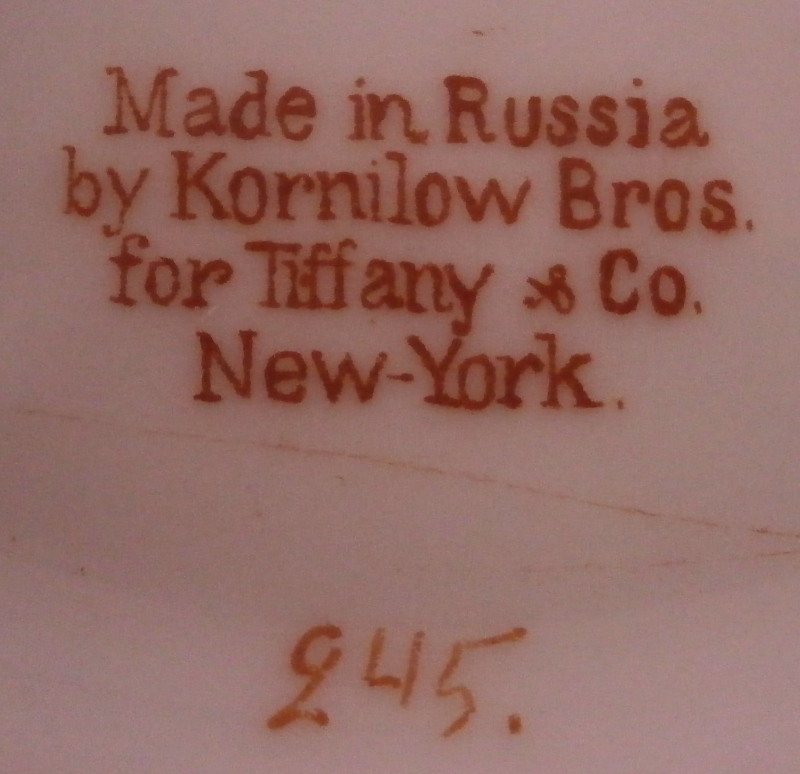 Made in Russia
by Kornilow Bros.
for Tiffany & Co.
New-York.
245.